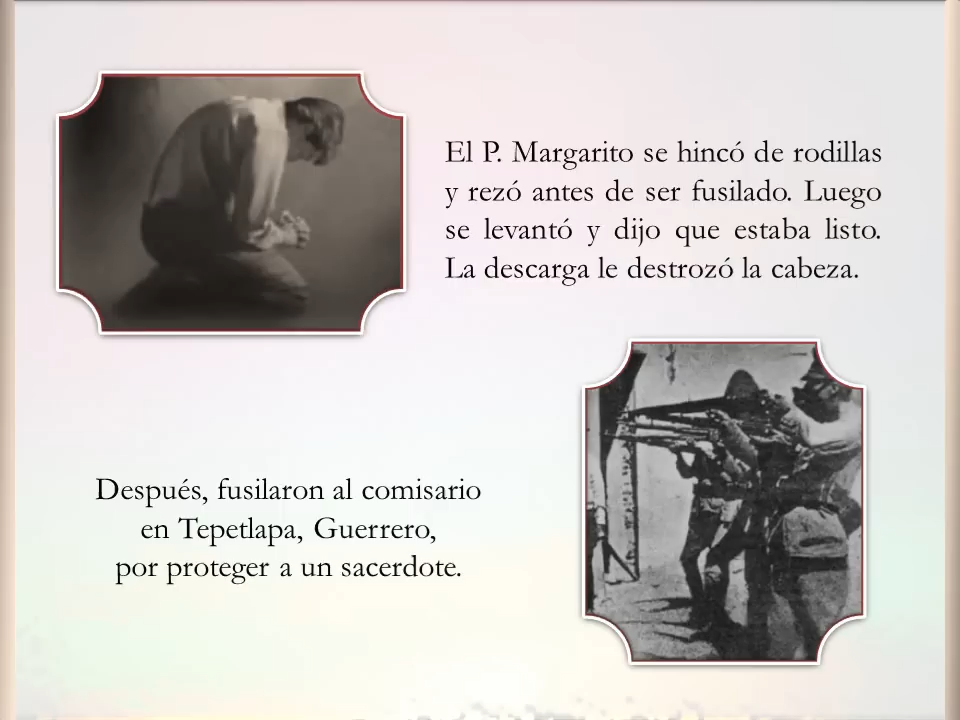 El P. Margarito se hincó de rodillas
y rezó antes de ser fusilado. Luego
se levantó y dijo que estaba listo.
La descarga le destrozó la cabeza.
Después, fusilaron al comisario
en Tepetlapa, Guerrero,
por proteger a un sacerdote.